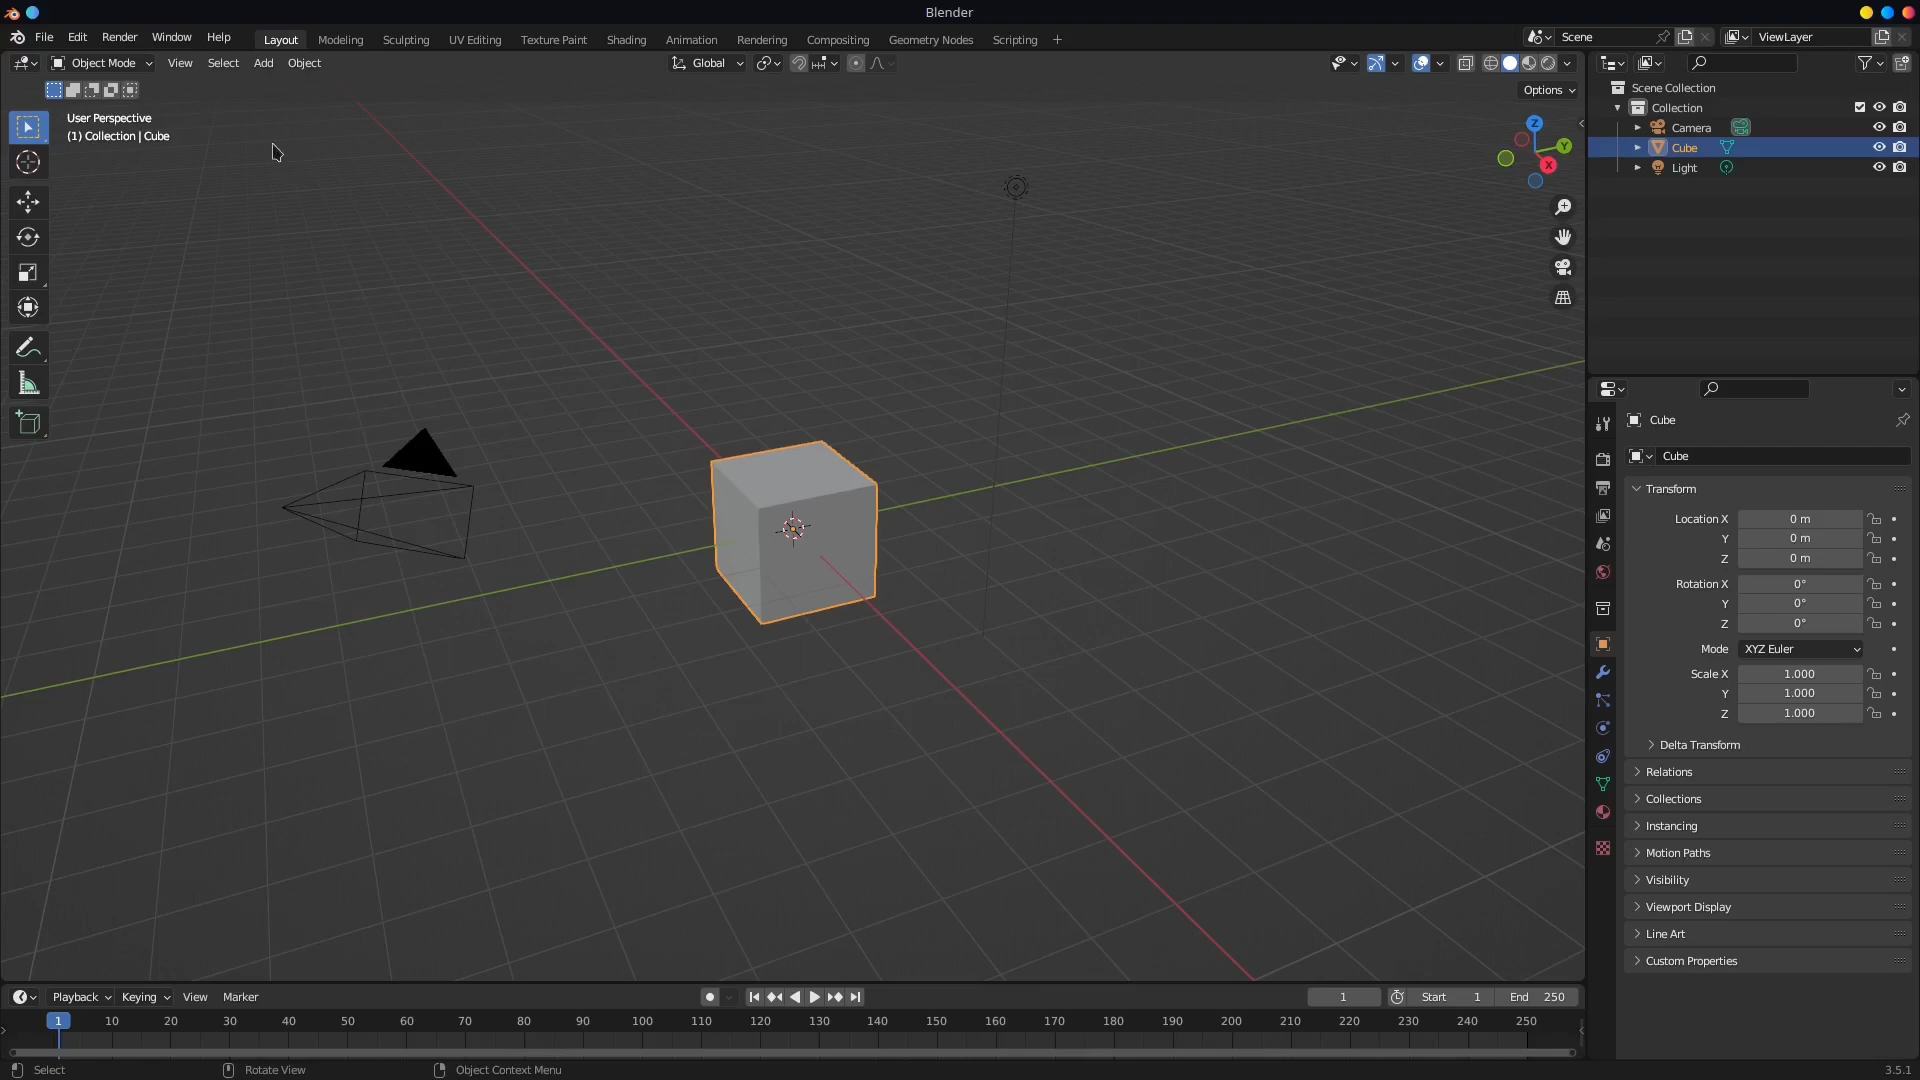 Blender
File Edit Render Window Help Layout Modeling Sculpting UV Editing Texture Paint Shading Animation Rendering Compositing Geometry Nodes Scripting + Scene ViewLayer
Object Mode View Select Add Object Global
Options
User Perspective
(1) Collection | Cube
Z
Y
X
Scene Collection
Collection
Camera
Cube
Light
Cube
Cube
Transform
Location X 0 m
Y 0 m
Z 0 m
Rotation X 0°
Y 0°
Z 0°
Mode XYZ Euler
Scale X 1.000
Y 1.000
Z 1.000
Delta Transform
Relations
Collections
Instancing
Motion Paths
Visibility
Viewport Display
Line Art
Custom Properties
Playback Keying View Marker 1 Start 1 End 250
1 10 20 30 40 50 60 70 80 90 100 110 120 130 140 150 160 170 180 190 200 210 220 230 240 250
Select Rotate View Object Context Menu 3.5.1